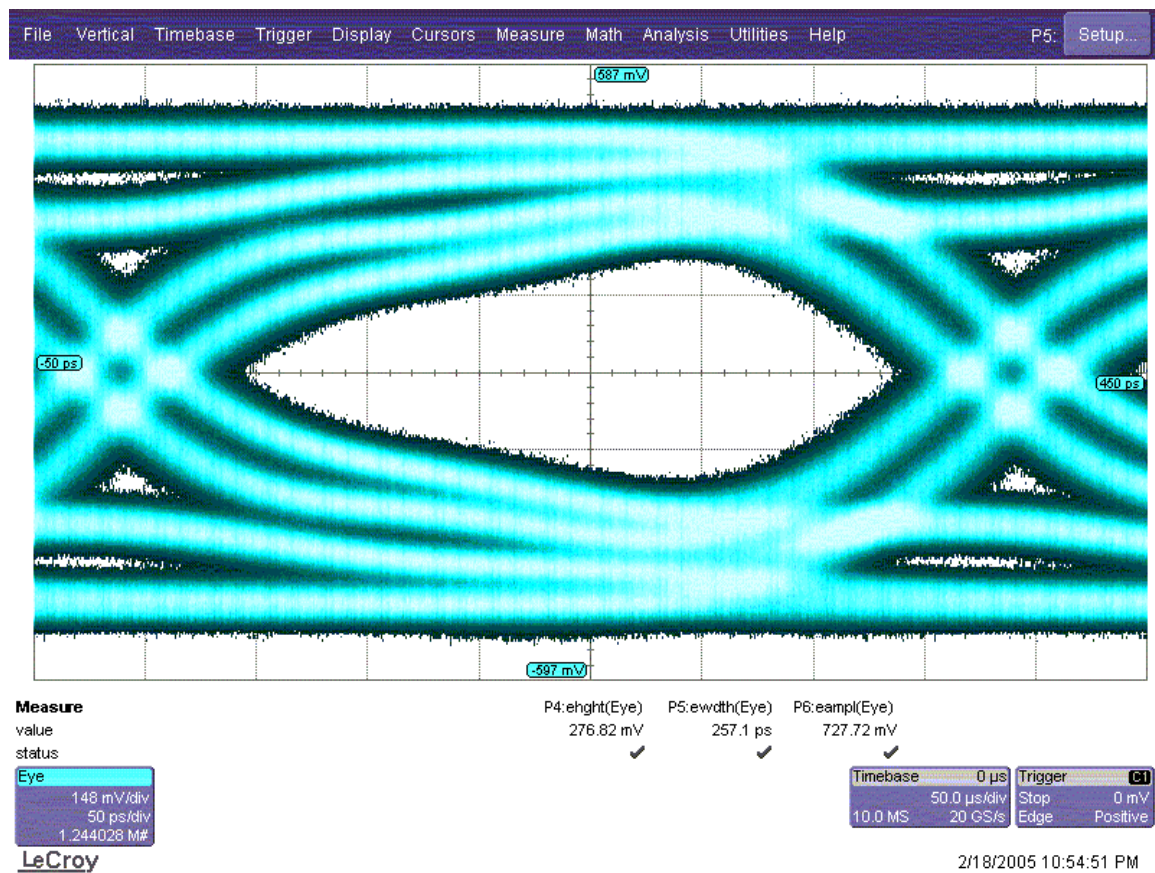 File Vertical Timebase Trigger Display Cursors Measure Math Analysis Utilities Help P5: Setup...
587 mV
-50 ps
450 ps
-597 mV
Measure P4:ehght(Eye) P5:ewdth(Eye) P6:eampl(Eye)
value 276.82 mV 257.1 ps 727.72 mV
status
Eye
148 mV/div
50 ps/div
1.244028 M#
Timebase 0 µs
50.0 µs/div
10.0 MS 20 GS/s
Trigger C1
Stop 0 mV
Edge Positive
LeCroy
2/18/2005 10:54:51 PM